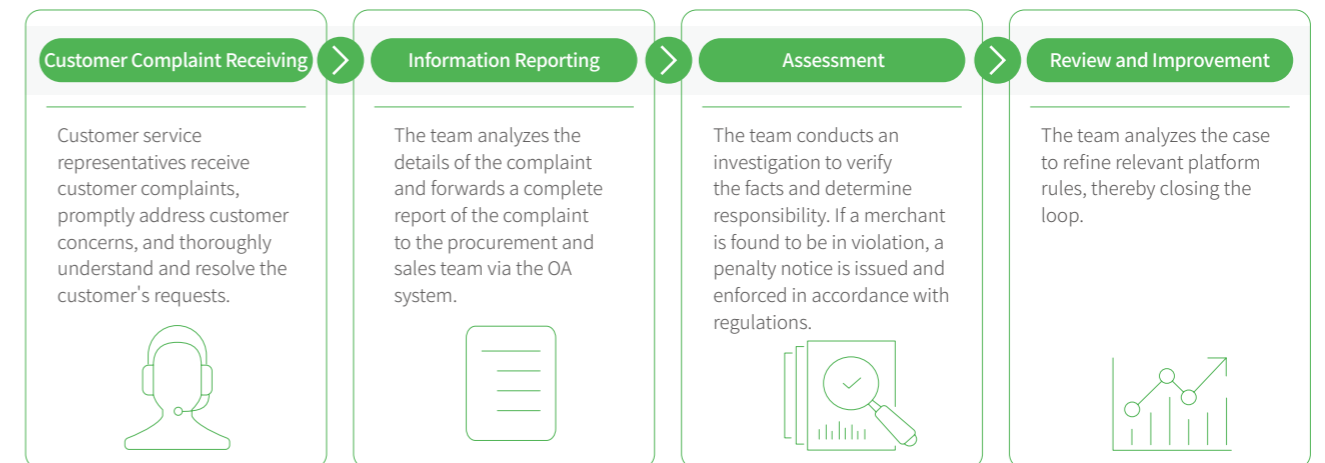 Customer Complaint Receiving
Customer service
representatives receive
customer complaints,
promptly address customer
concerns, and thoroughly
understand and resolve the
customer's requests.
Information Reporting
The team analyzes the
details of the complaint
and forwards a complete
report of the complaint
to the procurement and
sales team via the OA
system.
Assessment
The team conducts an
investigation to verify
the facts and determine
responsibility. If a merchant
is found to be in violation, a
penalty notice is issued and
enforced in accordance with
regulations.
Review and Improvement
The team analyzes the case
to refine relevant platform
rules, thereby closing the
loop.